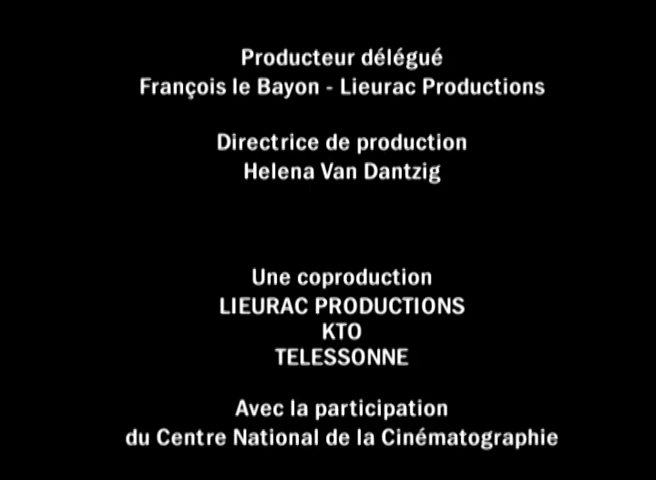 Producteur délégué
François le Bayon - Lieurac Productions
Directrice de production
Helena Van Dantzig
Une coproduction
LIEURAC PRODUCTIONS
KTO
TELESSONNE
Avec la participation
du Centre National de la Cinématographie